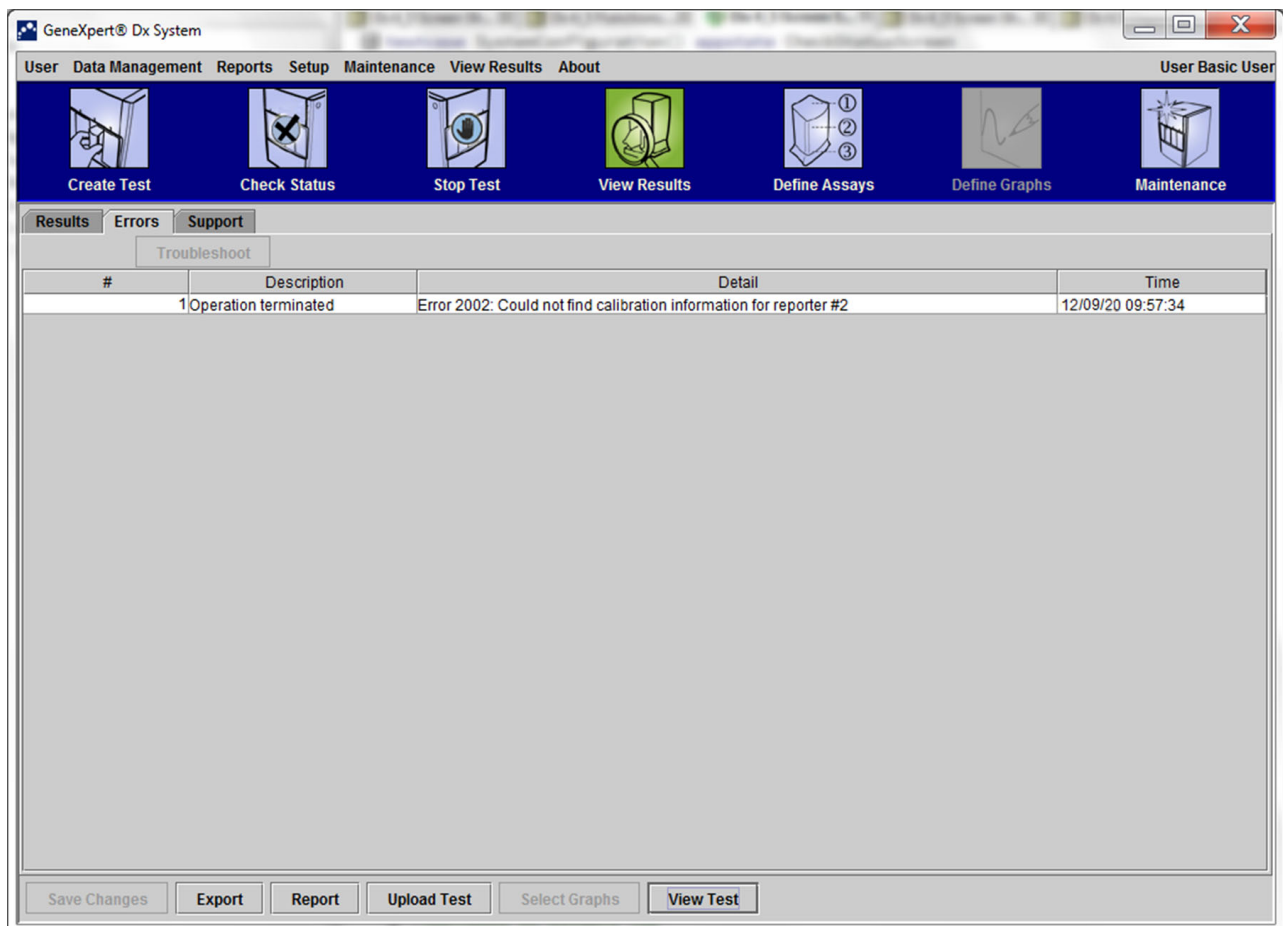 GeneXpert® Dx System
User Data Management Reports Setup Maintenance View Results About User Basic User
① ② ③
Create Test Check Status Stop Test View Results Define Assays Define Graphs Maintenance
Results Errors Support
Troubleshoot
# Description Detail Time
1 Operation terminated Error 2002: Could not find calibration information for reporter #2 12/09/20 09:57:34
Save Changes Export Report Upload Test Select Graphs View Test